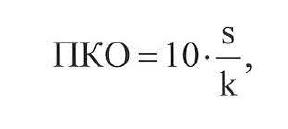 ПКО = 10 · s/k,